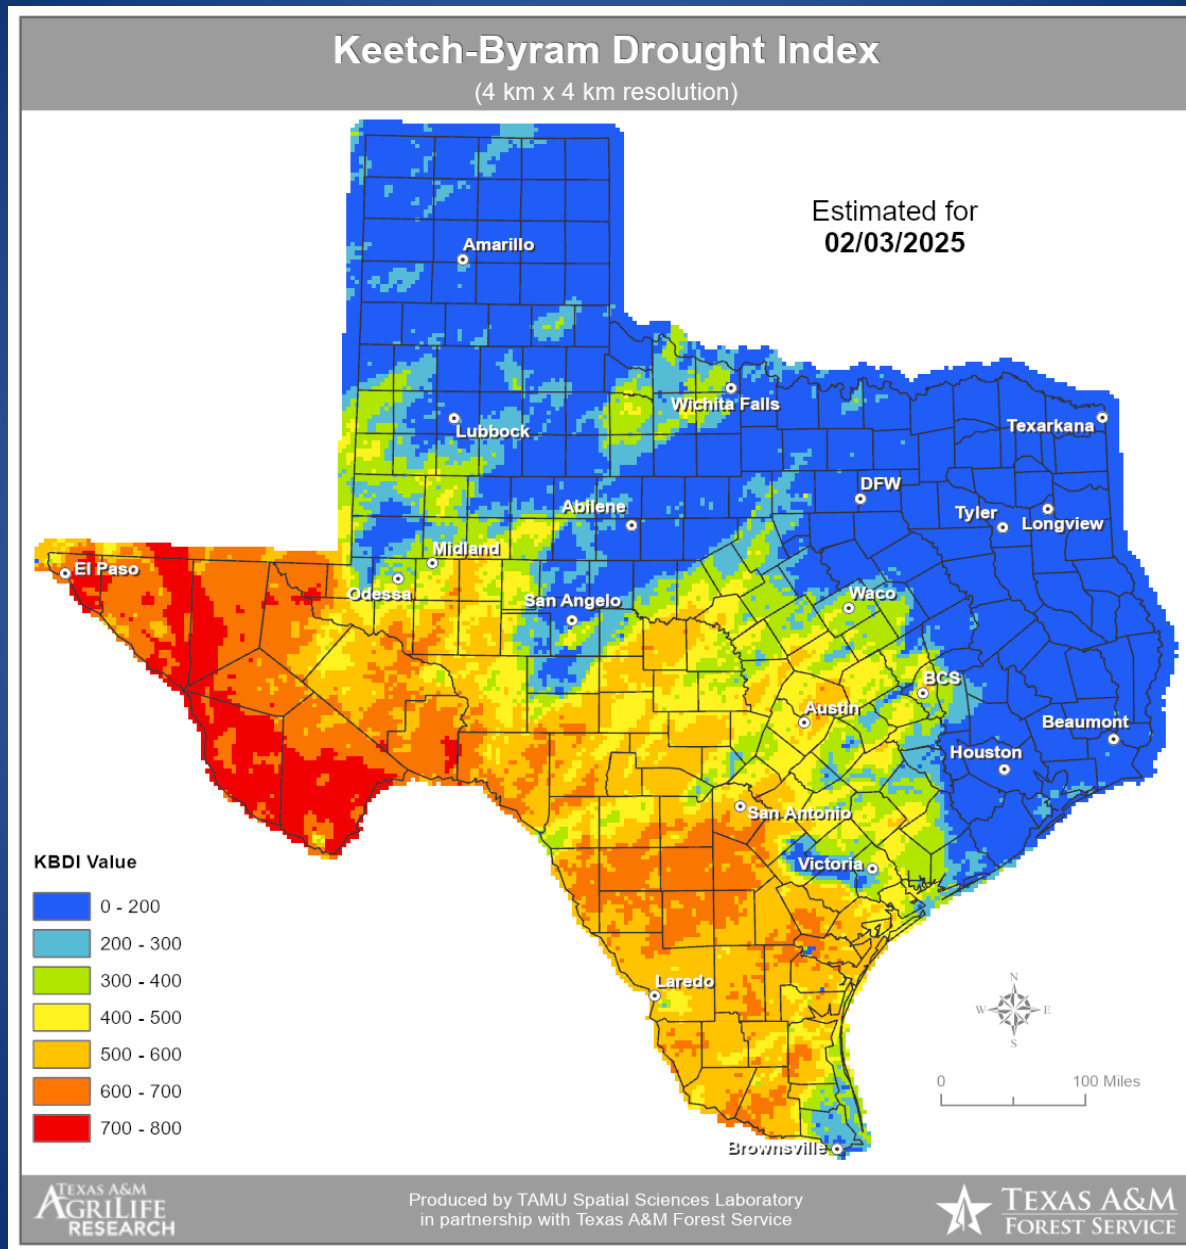 Keetch-Byram Drought Index
(4 km x 4 km resolution)
Estimated for
02/03/2025
Amarillo
Wichita Falls
Lubbock
Texarkana
DFW
Abilene
Tyler
Longview
Midland
El Paso
Odessa
San Angelo
Waco
BCS
Austin
Beaumont
Houston
San Antonio
Victoria
Laredo
Brownsville
KBDI Value
0 - 200
200 - 300
300 - 400
400 - 500
500 - 600
600 - 700
700 - 800
N
W E
S
0 100 Miles
TEXAS A&M
AGRILIFE
RESEARCH
Produced by TAMU Spatial Sciences Laboratory
in partnership with Texas A&M Forest Service
TEXAS A&M
FOREST SERVICE